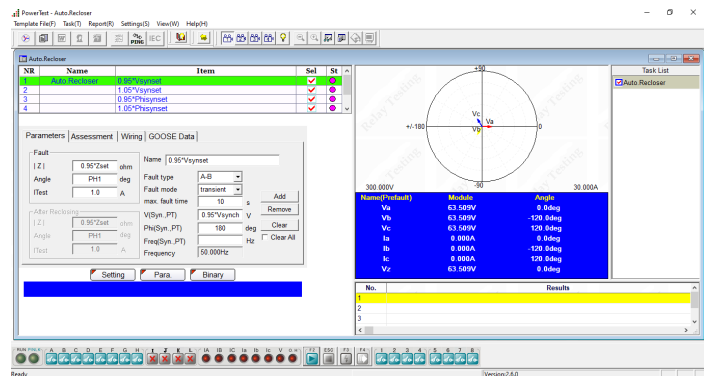 PowerTest - Auto.Recloser
Template File(F) Task(T) Report(R) Settings(S) View(W) Help(H)
PING IEC
Auto.Recloser
NR Name Item Sel St
1 Auto.Recloser 0.95*Vsynset
2 1.05*Vsynset
3 0.95*Phisynset
4 1.05*Phisynset
Task List
Auto.Recloser
+90
+/-180
0
-90
Vc
Va
Vb
300.000V
30.000A
Relay Testing
Relay Testing
Parameters Assessment Wiring GOOSE Data
Fault
|Z| 0.95*Zset ohm
Angle PH1 deg
ITest 1.0 A
After Reclosing
|Z| 0.95*Zset ohm
Angle PH1 deg
ITest 1.0 A
Name 0.95*Vsynset
Fault type A-B
Fault mode transient
max. fault time 10 s
V(Syn.,PT) 0.95*Vsynch V
Phi(Syn.,PT) 180 deg
Freq(Syn.,PT) Hz
Frequency 50.000Hz
Add
Remove
Clear
Clear All
Setting Para. Binary
Name(Prefault) Module Angle
Va 63.509V 0.0deg
Vb 63.509V -120.0deg
Vc 63.509V 120.0deg
Ia 0.000A 0.0deg
Ib 0.000A -120.0deg
Ic 0.000A 120.0deg
Vz 63.509V 0.0deg
No. Results
1
2
3
RUN A B C D E F G H I J K L IA IB IC Ia Ib Ic V F2 ESC F3 F4 1 2 3 4 5 6 7 8
Ready
Version:2.6.0